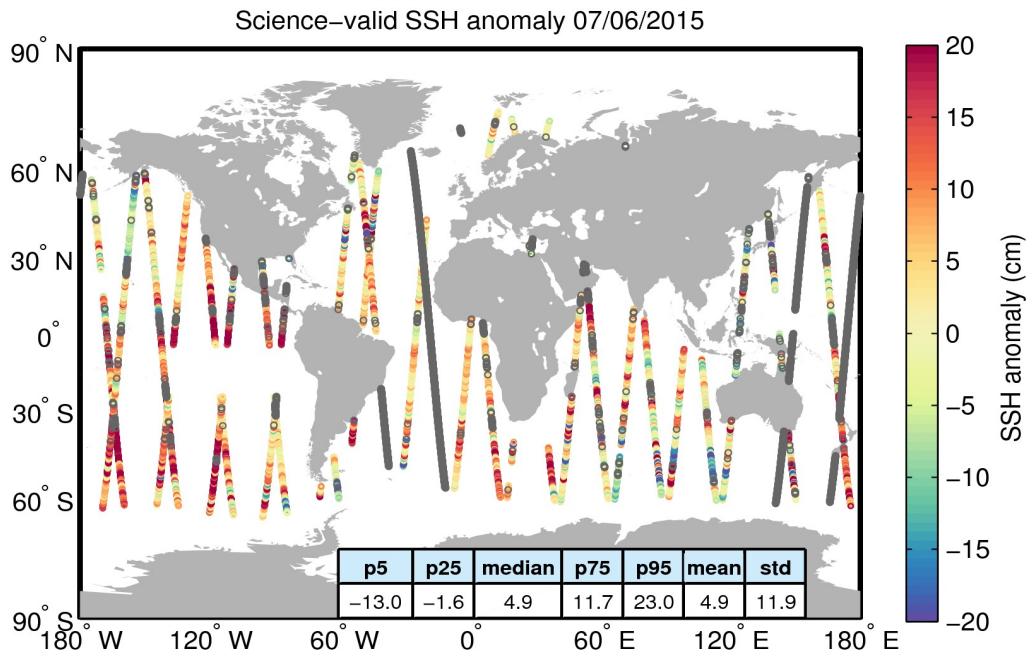 Science−valid SSH anomaly 07/06/2015
90° N
60° N
30° N
0°
30° S
60° S
90° S
180° W 120° W 60° W 0° 60° E 120° E 180° E
p5 p25 median p75 p95 mean std
−13.0 −1.6 4.9 11.7 23.0 4.9 11.9
20
15
10
5
0
−5
−10
−15
−20
SSH anomaly (cm)